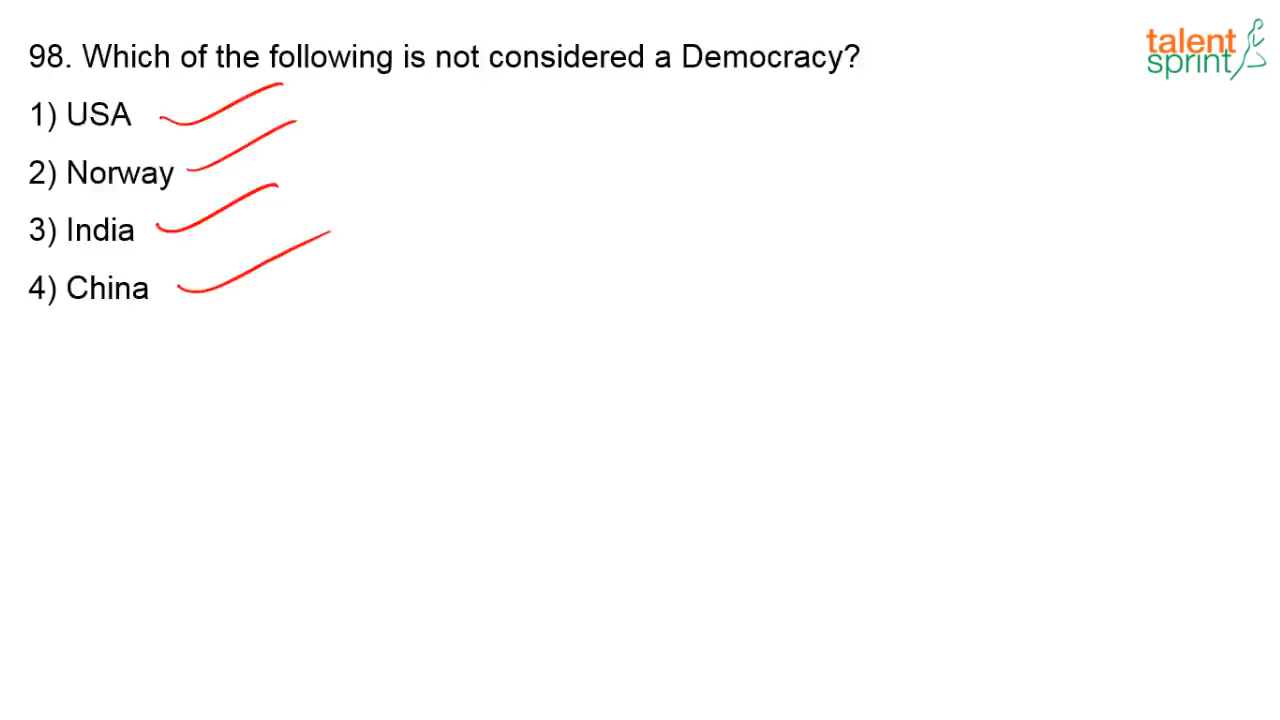 98. Which of the following is not considered a Democracy?
1) USA
2) Norway
3) India
4) China
talent
sprint